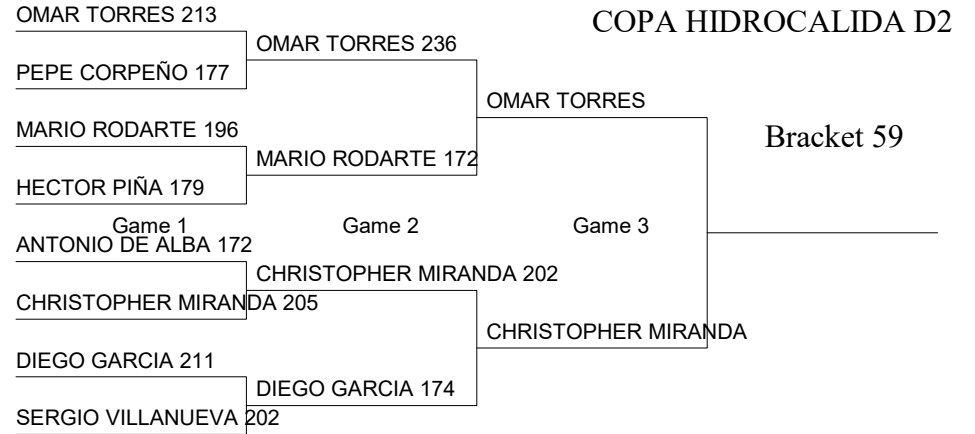 OMAR TORRES 213
COPA HIDROCALIDA D2
OMAR TORRES 236
PEPE CORPEÑO 177
OMAR TORRES
MARIO RODARTE 196
Bracket 59
MARIO RODARTE 172
HECTOR PIÑA 179
Game 1
Game 2
Game 3
ANTONIO DE ALBA 172
CHRISTOPHER MIRANDA 202
CHRISTOPHER MIRANDA 205
CHRISTOPHER MIRANDA
DIEGO GARCIA 211
DIEGO GARCIA 174
SERGIO VILLANUEVA 202